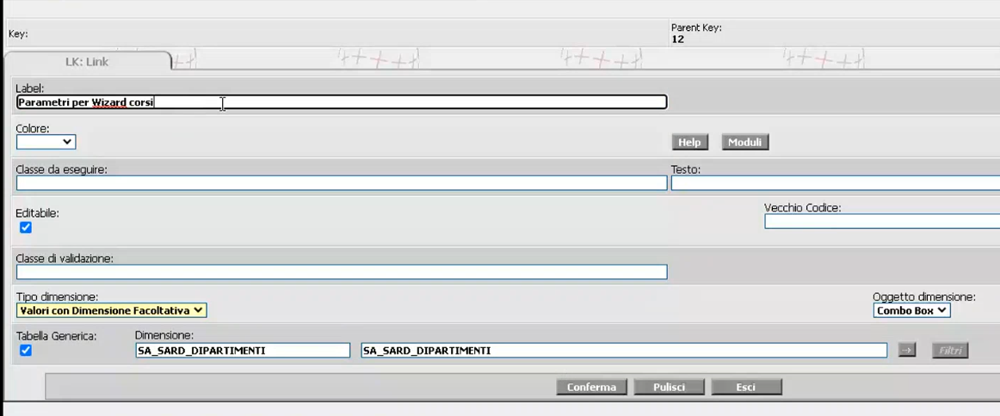 Key:
Parent Key:
12
LK: Link
Label:
Parametri per Wizard corsi
Colore:
Help Moduli
Classe da eseguire: Testo:
Editabile: Vecchio Codice:
Classe di validazione:
Tipo dimensione: Oggetto dimensione:
Valori con Dimensione Facoltativa Combo Box
Tabella Generica: Dimensione:
SA_SARD_DIPARTIMENTI SA_SARD_DIPARTIMENTI Filtri
Conferma Pulisci Esci